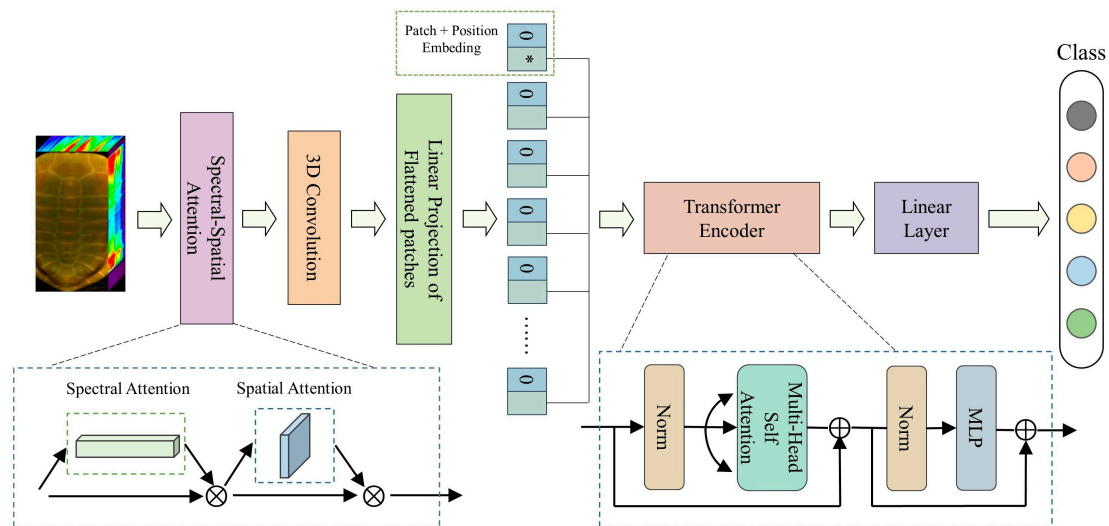 Patch + Position
Embeding
0
*
0
0
0
0
......
0
Class
Spectral-Spatial
Attention
3D Convolution
Linear Projection of
Flattened patches
Transformer
Encoder
Linear
Layer
Spectral Attention
Spatial Attention
Norm
Multi-Head
Self
Attention
Norm
MLP